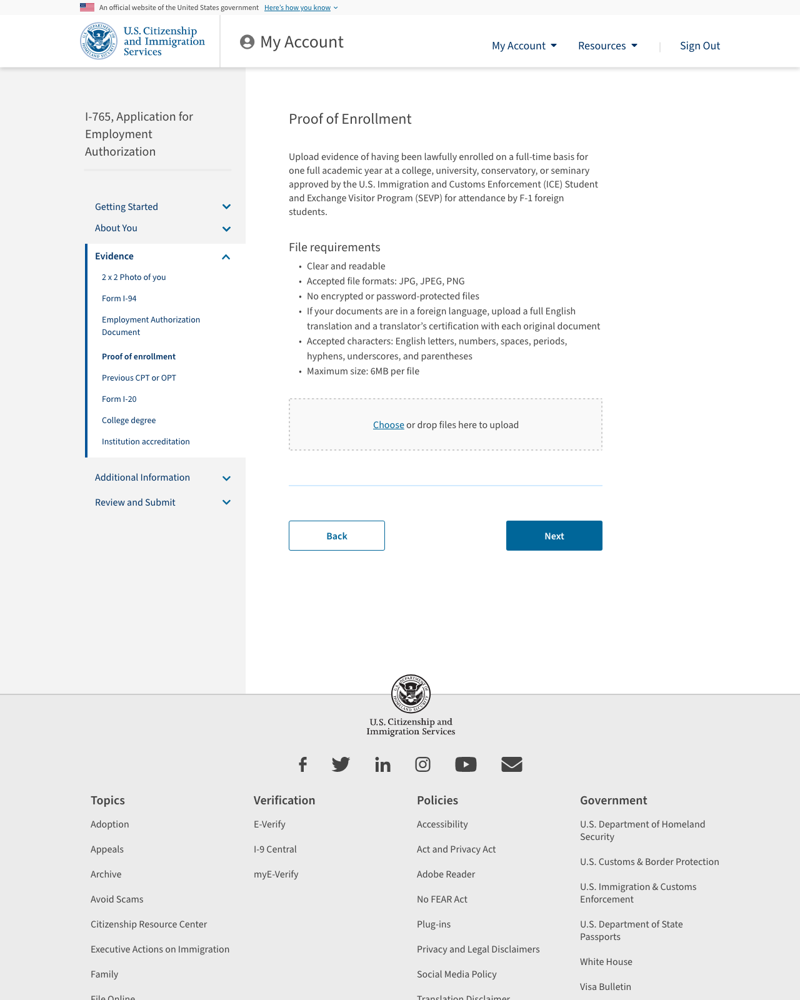 An official website of the United States government Here's how you know
U.S. Citizenship
and Immigration
Services
My Account
My Account
Resources
Sign Out
I-765, Application for
Employment
Authorization
Getting Started
About You
Evidence
2 x 2 Photo of you
Form I-94
Employment Authorization
Document
Proof of enrollment
Previous CPT or OPT
Form I-20
College degree
Institution accreditation
Additional Information
Review and Submit
Proof of Enrollment
Upload evidence of having been lawfully enrolled on a full-time basis for
one full academic year at a college, university, conservatory, or seminary
approved by the U.S. Immigration and Customs Enforcement (ICE) Student
and Exchange Visitor Program (SEVP) for attendance by F-1 foreign
students.
File requirements
• Clear and readable
• Accepted file formats: JPG, JPEG, PNG
• No encrypted or password-protected files
• If your documents are in a foreign language, upload a full English
translation and a translator’s certification with each original document
• Accepted characters: English letters, numbers, spaces, periods,
hyphens, underscores, and parentheses
• Maximum size: 6MB per file
Choose or drop files here to upload
Back
Next
U.S. DEPARTMENT OF
HOMELAND SECURITY
U.S. Citizenship and
Immigration Services
Topics
Adoption
Appeals
Archive
Avoid Scams
Citizenship Resource Center
Executive Actions on Immigration
Family
File Online
Verification
E-Verify
I-9 Central
myE-Verify
Policies
Accessibility
Act and Privacy Act
Adobe Reader
No FEAR Act
Plug-ins
Privacy and Legal Disclaimers
Social Media Policy
Translation Disclaimer
Government
U.S. Department of Homeland
Security
U.S. Customs & Border Protection
U.S. Immigration & Customs
Enforcement
U.S. Department of State
Passports
White House
Visa Bulletin